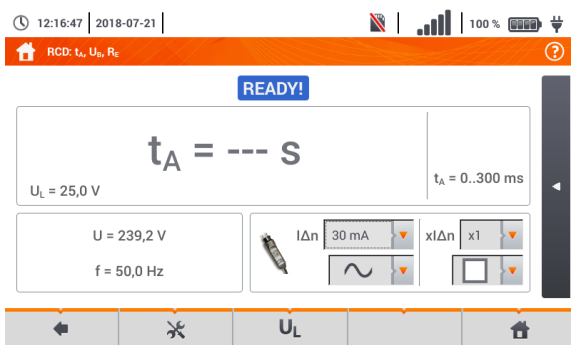 12:16:47 2018-07-21 100 %
RCD: tA, UB, RE ?
READY!
tA = --- s
UL = 25,0 V
tA = 0..300 ms
U = 239,2 V
f = 50,0 Hz
IΔn 30 mA xIΔn x1
UL